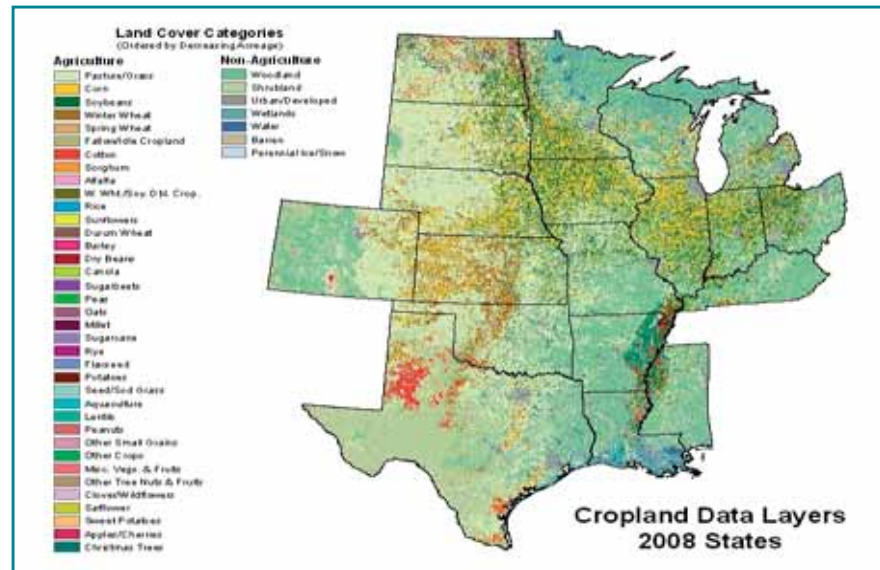 Land Cover Categories
(Ordered by Decreasing Acreage)
Agriculture
Pasture/Grass
Corn
Soybeans
Winter Wheat
Spring Wheat
Fallow/Idle Cropland
Cotton
Sorghum
Alfalfa
W. Wht./Soy. Dbl. Crop.
Rice
Sunflowers
Durum Wheat
Barley
Dry Beans
Canola
Sugarbeets
Peas
Oats
Millet
Sugarcane
Rye
Flaxseed
Potatoes
Seed/Sod Grass
Aquaculture
Lentils
Peanuts
Other Small Grains
Other Crops
Misc. Vegs. & Fruits
Other Tree Nuts & Fruits
Clover/Wildflowers
Safflower
Sweet Potatoes
Apples/Cherries
Christmas Trees
Non-Agriculture
Woodland
Shrubland
Urban/Developed
Wetlands
Water
Barren
Perennial Ice/Snow
Cropland Data Layers
2008 States